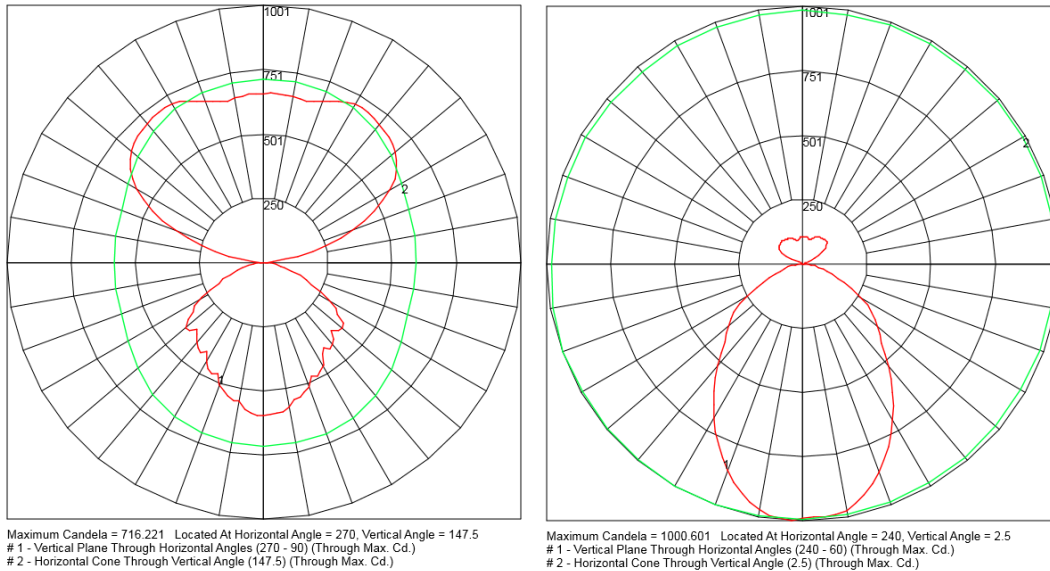 1001
751
501
250
2
1
Maximum Candela = 716.221 Located At Horizontal Angle = 270, Vertical Angle = 147.5
# 1 - Vertical Plane Through Horizontal Angles (270 - 90) (Through Max. Cd.)
# 2 - Horizontal Cone Through Vertical Angle (147.5) (Through Max. Cd.)
1001
751
2
501
250
1
Maximum Candela = 1000.601 Located At Horizontal Angle = 240, Vertical Angle = 2.5
# 1 - Vertical Plane Through Horizontal Angles (240 - 60) (Through Max. Cd.)
# 2 - Horizontal Cone Through Vertical Angle (2.5) (Through Max. Cd.)